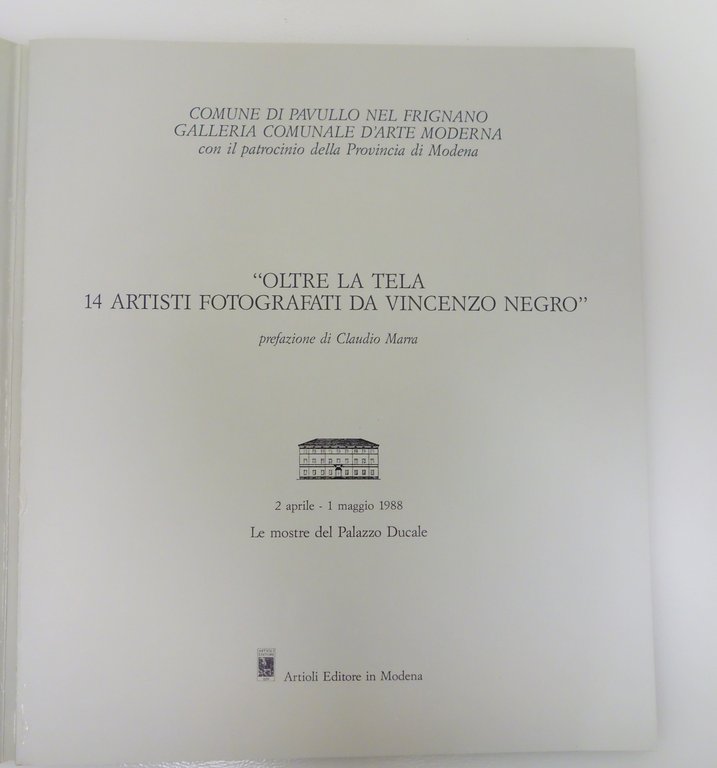 COMUNE DI PAVULLO NEL FRIGNANO
GALLERIA COMUNALE D'ARTE MODERNA
con il patrocinio della Provincia di Modena
“OLTRE LA TELA
14 ARTISTI FOTOGRAFATI DA VINCENZO NEGRO”
prefazione di Claudio Marra
2 aprile - 1 maggio 1988
Le mostre del Palazzo Ducale
ARTIOLI
EDITORE
Artioli Editore in Modena